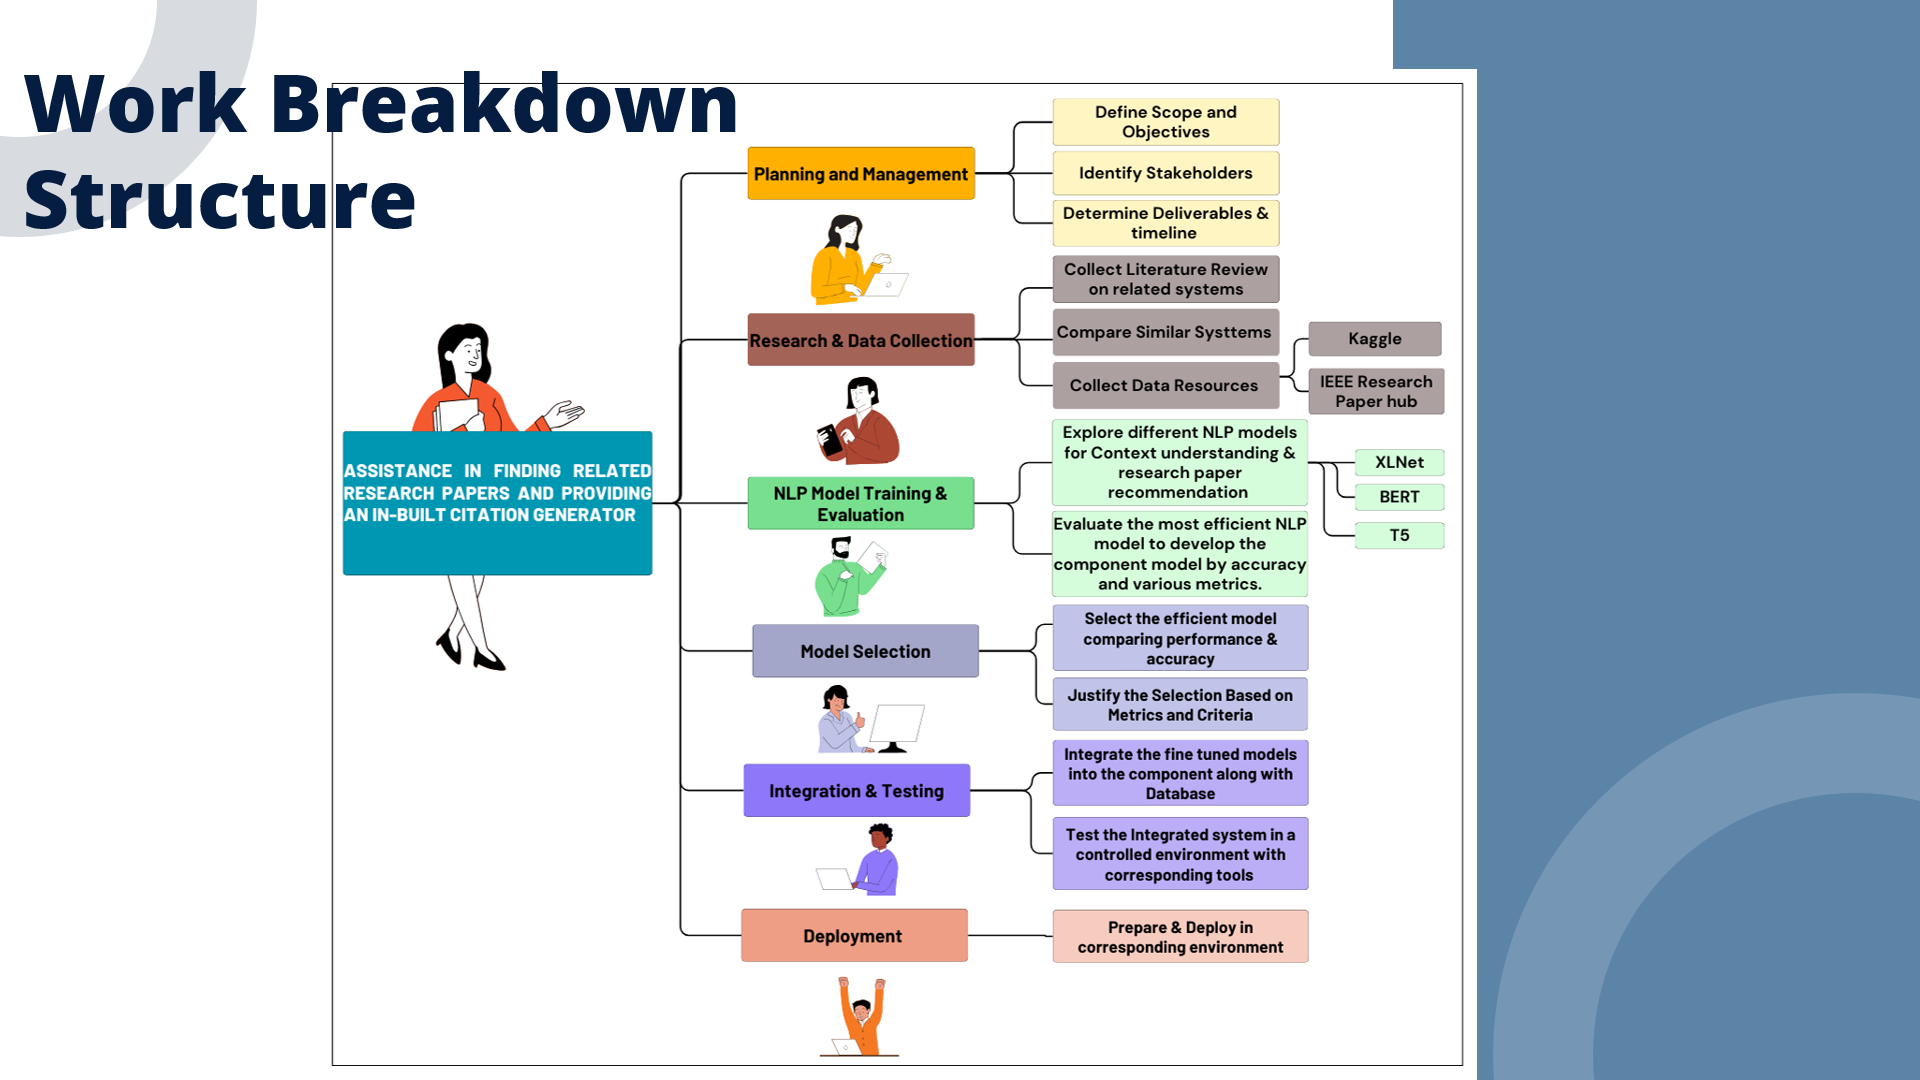 Work Breakdown
Structure
ASSISTANCE IN FINDING RELATED
RESEARCH PAPERS AND PROVIDING
AN IN-BUILT CITATION GENERATOR
Planning and Management
Define Scope and
Objectives
Identify Stakeholders
Determine Deliverables &
timeline
Research & Data Collection
Collect Literature Review
on related systems
Compare Similar Systtems
Collect Data Resources
Kaggle
IEEE Research
Paper hub
NLP Model Training &
Evaluation
Explore different NLP models
for Context understanding &
research paper
recommendation
XLNet
BERT
T5
Evaluate the most efficient NLP
model to develop the
component model by accuracy
and various metrics.
Model Selection
Select the efficient model
comparing performance &
accuracy
Justify the Selection Based on
Metrics and Criteria
Integration & Testing
Integrate the fine tuned models
into the component along with
Database
Test the Integrated system in a
controlled environment with
corresponding tools
Deployment
Prepare & Deploy in
corresponding environment